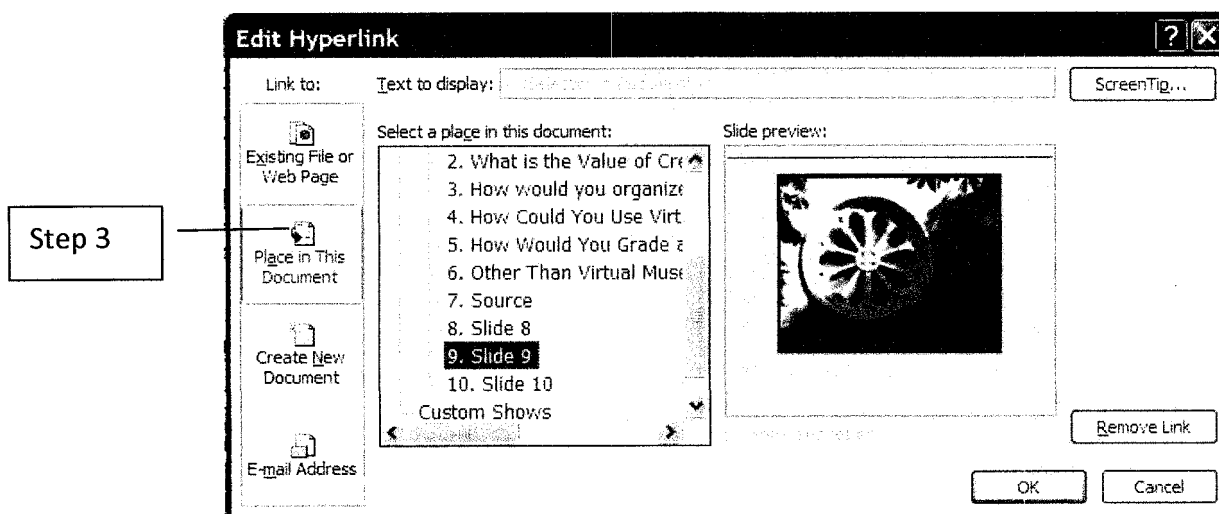 Edit Hyperlink
Link to:
Text to display:
ScreenTip...
Existing File or
Web Page
Select a place in this document:
Slide preview:
2. What is the Value of Cre
3. How would you organize
4. How Could You Use Virt
5. How Would You Grade a
6. Other Than Virtual Muse
7. Source
8. Slide 8
9. Slide 9
10. Slide 10
Custom Shows
Step 3
Place in This
Document
Create New
Document
E-mail Address
Remove Link
OK
Cancel